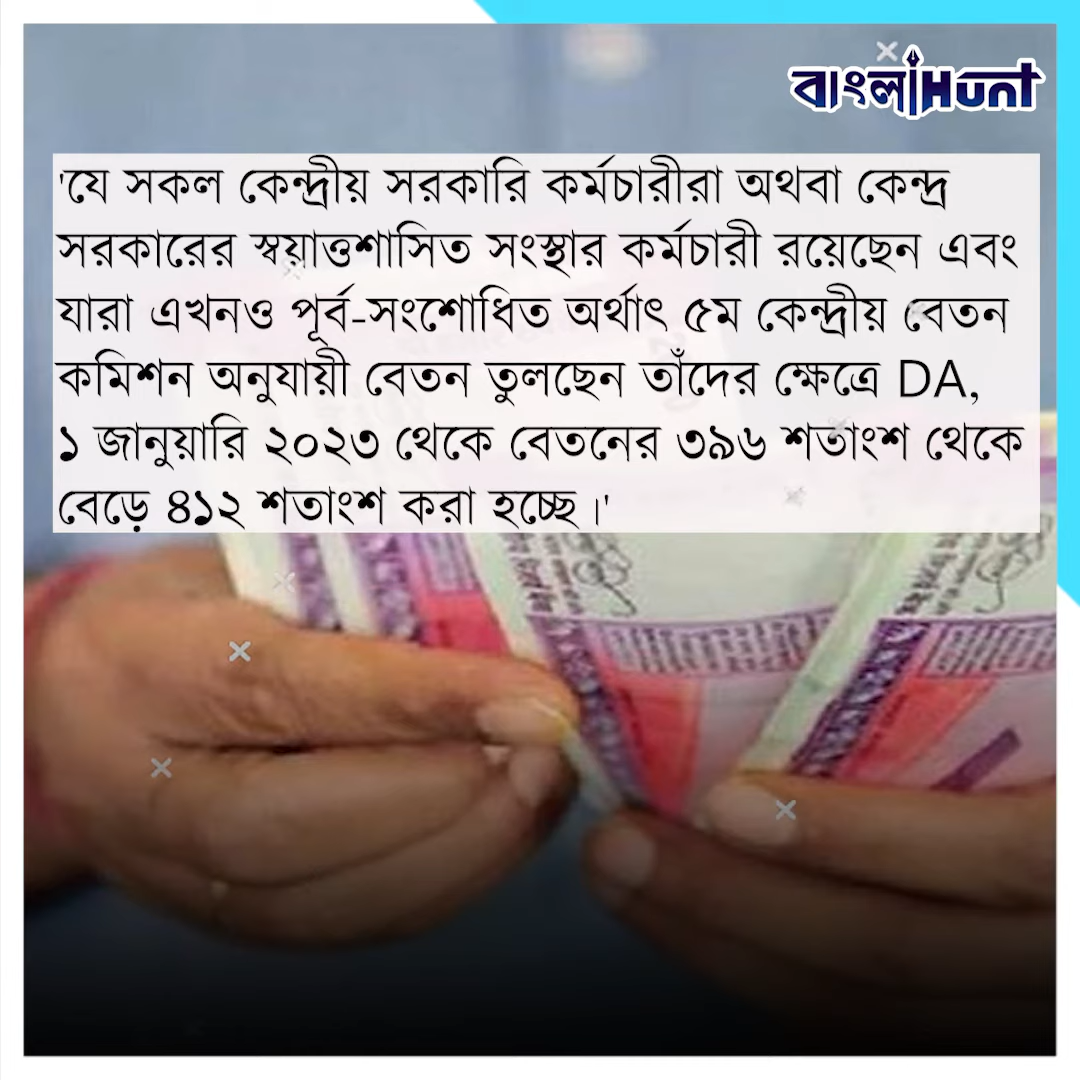 বাংলাHunt
'যে সকল কেন্দ্রীয় সরকারি কর্মচারীরা অথবা কেন্দ্র
সরকারের স্বয়াত্তশাসিত সংস্থার কর্মচারী রয়েছেন এবং
যারা এখনও পূর্ব-সংশোধিত অর্থাৎ ৫ম কেন্দ্রীয় বেতন
কমিশন অনুযায়ী বেতন তুলছেন তাঁদের ক্ষেত্রে DA,
১ জানুয়ারি ২০২৩ থেকে বেতনের ৩৯৬ শতাংশ থেকে
বেড়ে ৪১২ শতাংশ করা হচ্ছে।'